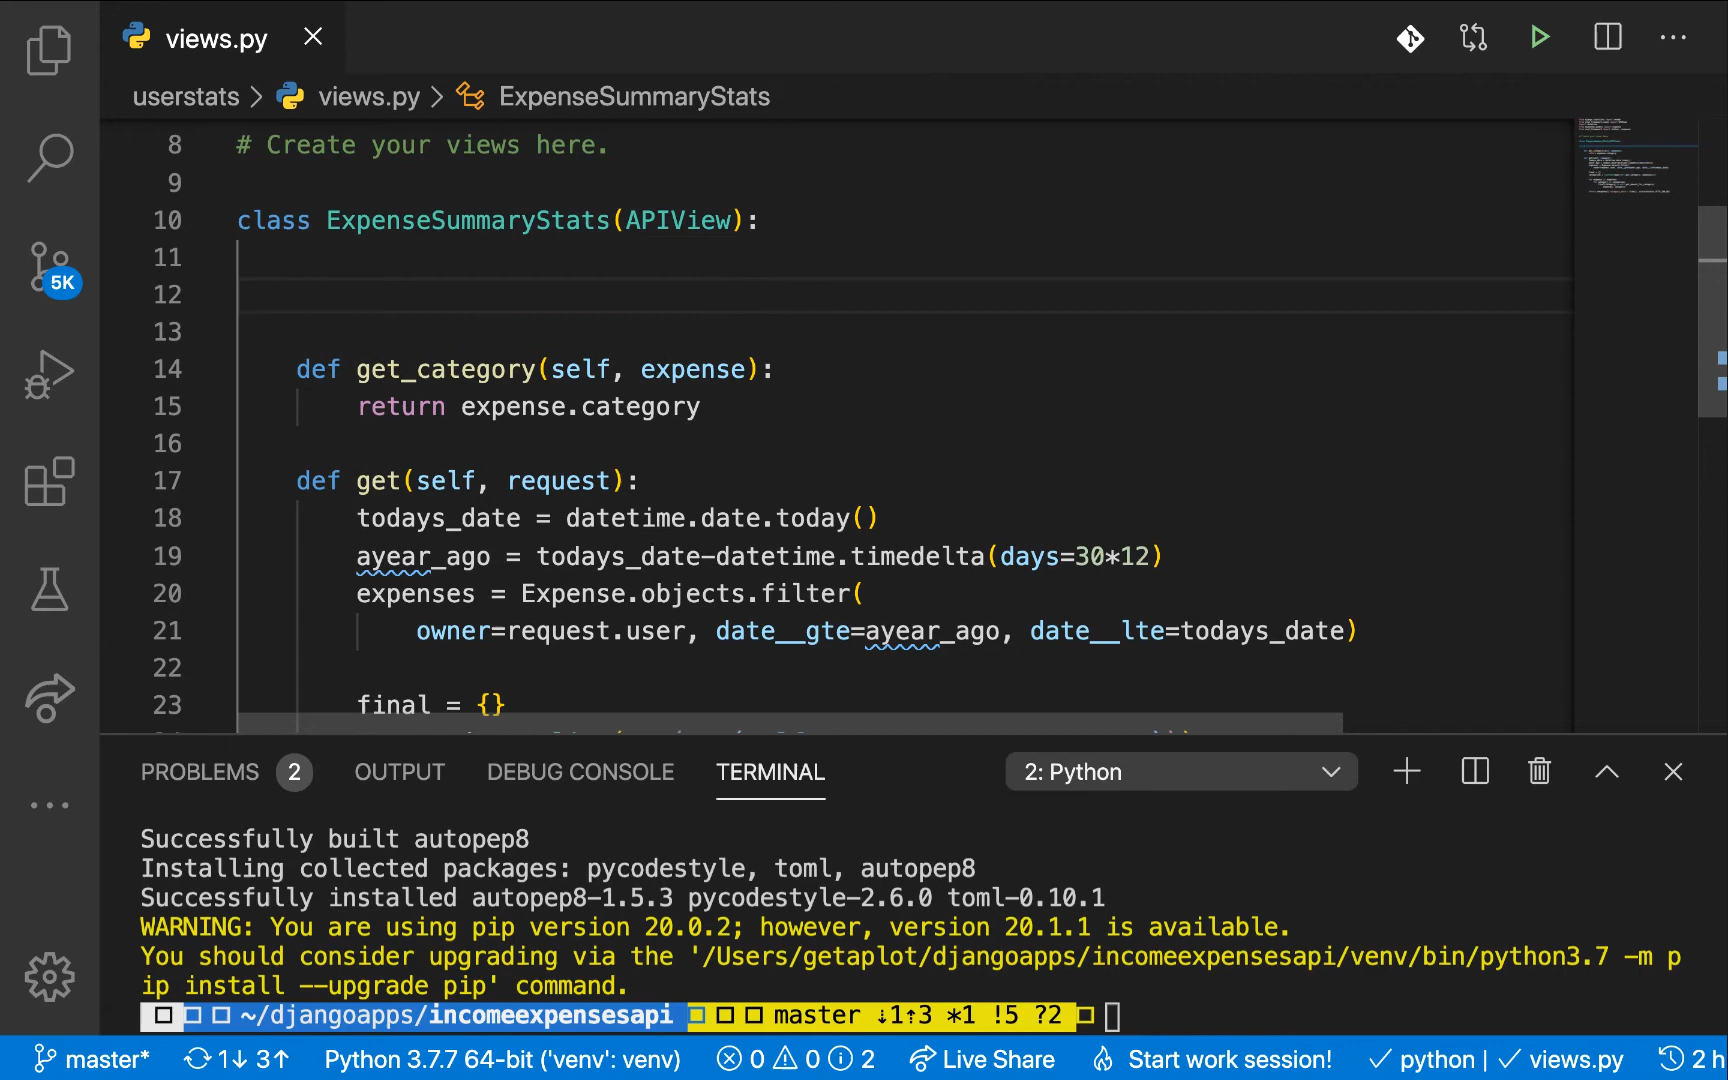 views.py
userstats > views.py > ExpenseSummaryStats
8 # Create your views here.
9
10 class ExpenseSummaryStats(APIView):
11
12
13
14 def get_category(self, expense):
15 return expense.category
16
17 def get(self, request):
18 todays_date = datetime.date.today()
19 ayear_ago = todays_date-datetime.timedelta(days=30*12)
20 expenses = Expense.objects.filter(
21 owner=request.user, date__gte=ayear_ago, date__lte=todays_date)
22
23 final = {}
5K
PROBLEMS 2 OUTPUT DEBUG CONSOLE TERMINAL 2: Python
Successfully built autopep8
Installing collected packages: pycodestyle, toml, autopep8
Successfully installed autopep8-1.5.3 pycodestyle-2.6.0 toml-0.10.1
WARNING: You are using pip version 20.0.2; however, version 20.1.1 is available.
You should consider upgrading via the '/Users/getaplot/djangoapps/incomeexpensesapi/venv/bin/python3.7 -m p
ip install --upgrade pip' command.
~/djangoapps/incomeexpensesapi master ⇣1⇡3 *1 !5 ?2
master* 1↓ 3↑ Python 3.7.7 64-bit ('venv': venv) 0 0 2 Live Share Start work session! ✓ python | ✓ views.py 2 h